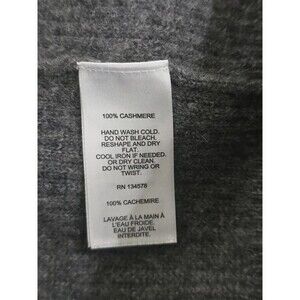 100% CASHMERE
HAND WASH COLD.
DO NOT BLEACH.
RESHAPE AND DRY
FLAT.
COOL IRON IF NEEDED.
OR DRY CLEAN.
DO NOT WRING OR
TWIST.
RN 134578
100% CACHEMIRE
LAVAGE À LA MAIN À
L'EAU FROIDE.
EAU DE JAVEL
INTERDITE.